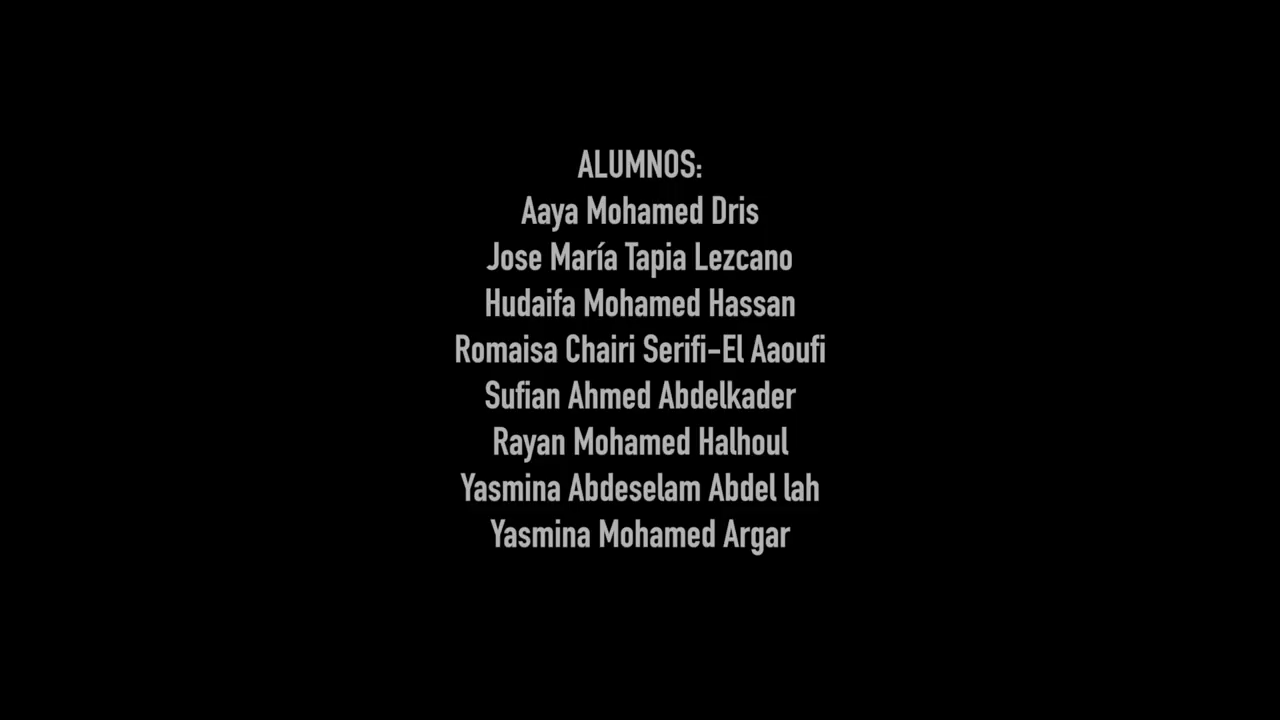 ALUMNOS:
Aaya Mohamed Dris
Jose María Tapia Lezcano
Hudaifa Mohamed Hassan
Romaisa Chairi Serifi-El Aaoufi
Sufian Ahmed Abdelkader
Rayan Mohamed Halhoul
Yasmina Abdeselam Abdel lah
Yasmina Mohamed Argar